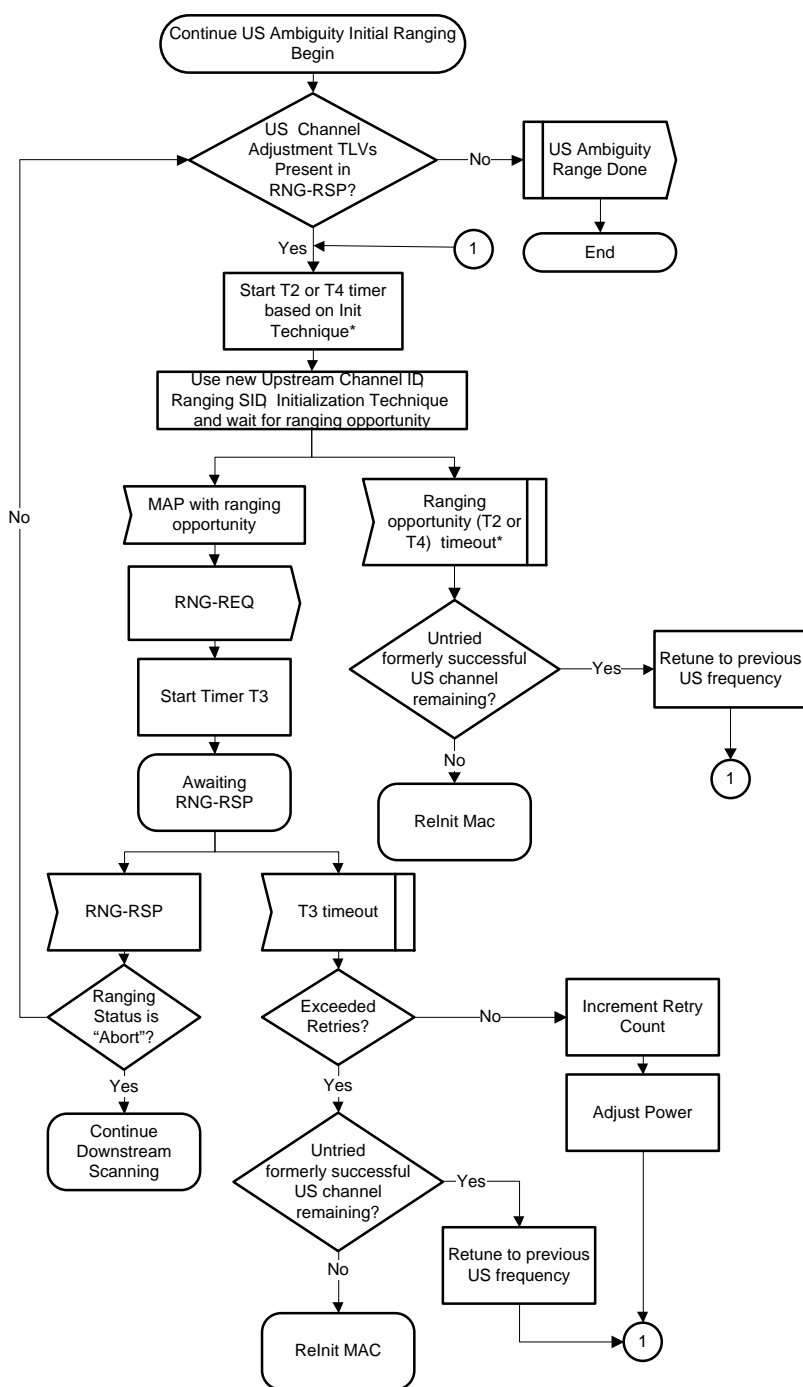 Continue US Ambiguity Initial Ranging
Begin
US Channel
Adjustment TLVs
Present in
RNG-RSP?
No
US Ambiguity
Range Done
End
Yes
1
Start T2 or T4 timer
based on Init
Technique*
Use new Upstream Channel ID,
Ranging SID, Initialization Technique
and wait for ranging opportunity
No
MAP with ranging
opportunity
Ranging
opportunity (T2 or
T4) timeout*
RNG-REQ
Untried
formerly successful
US channel
remaining?
Yes
Retune to previous
US frequency
Start Timer T3
No
1
Awaiting
RNG-RSP
ReInit Mac
RNG-RSP
T3 timeout
Ranging
Status is
“Abort”?
Exceeded
Retries?
No
Increment Retry
Count
Yes
Yes
Adjust Power
Continue
Downstream
Scanning
Untried
formerly successful
US channel
remaining?
Yes
Retune to previous
US frequency
No
ReInit MAC
1